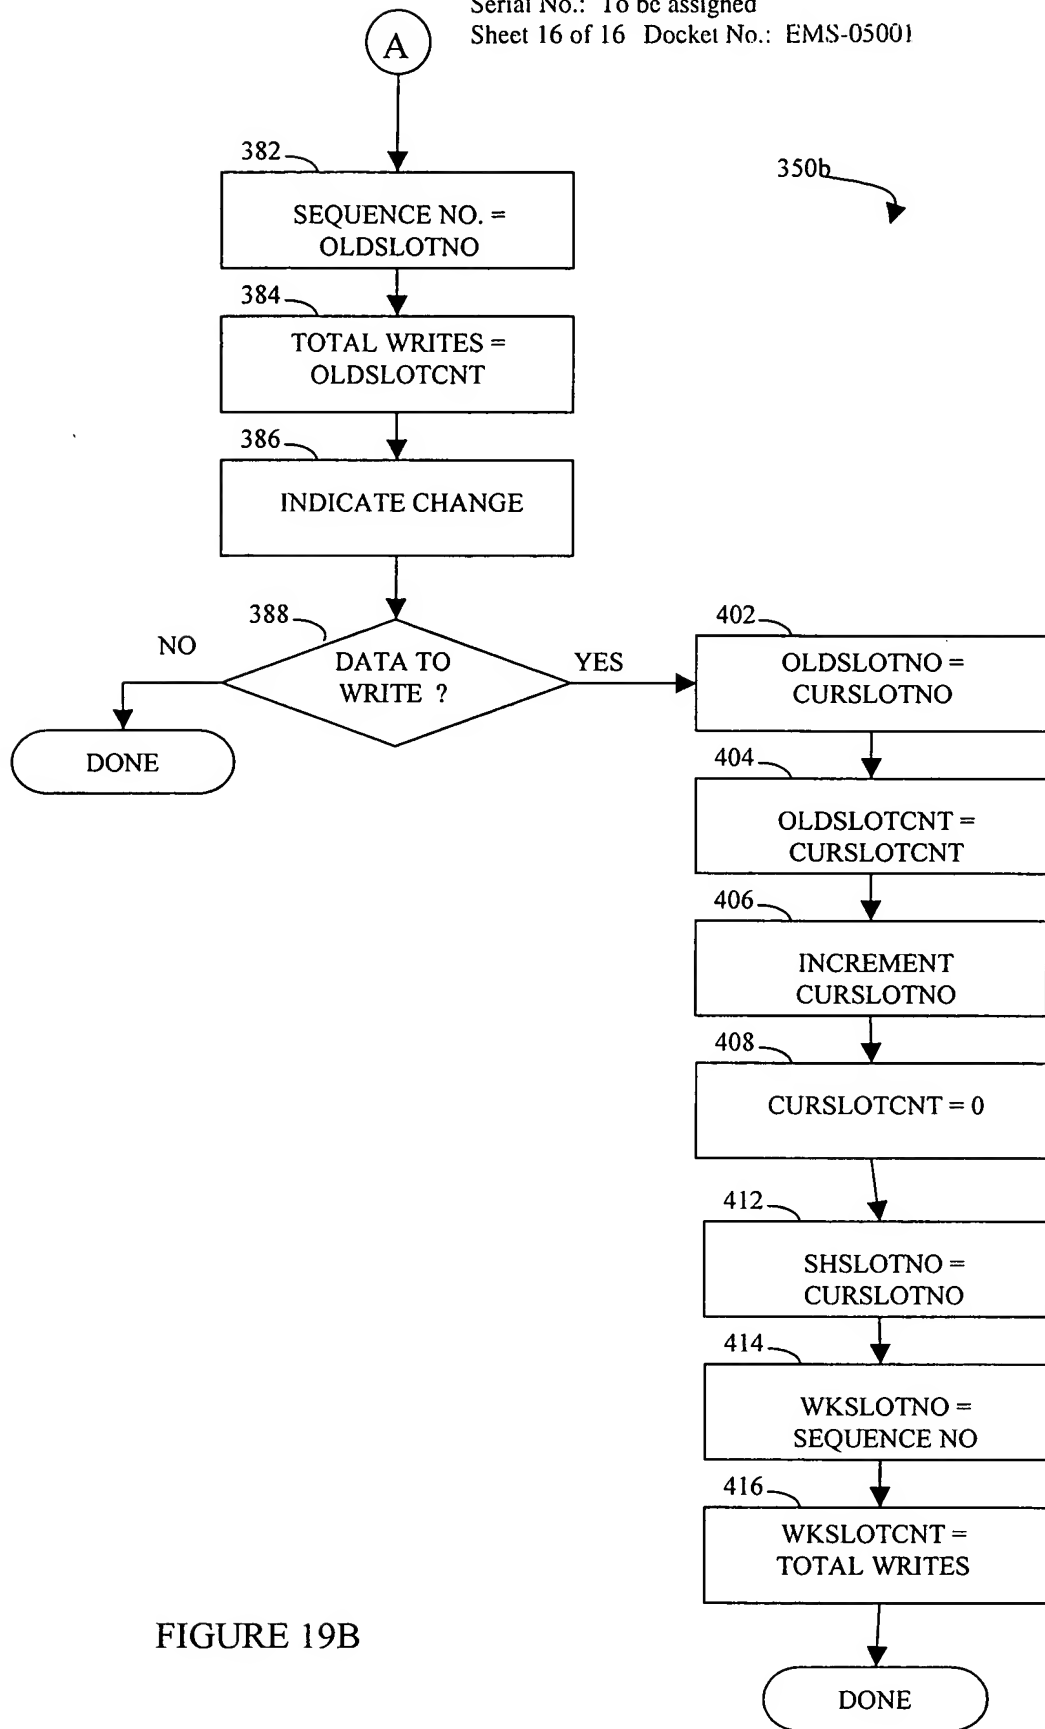 Serial No.: To be assigned
Sheet 16 of 16 Docket No.: EMS-05001
A
382
350b
SEQUENCE NO. =
OLDSLOTNO
384
TOTAL WRITES =
OLDSLOTCNT
386
INDICATE CHANGE
388
NO
DATA TO
WRITE ?
YES
DONE
402
OLDSLOTNO =
CURSLOTNO
404
OLDSLOTCNT =
CURSLOTCNT
406
INCREMENT
CURSLOTNO
408
CURSLOTCNT = 0
412
SHSLOTNO =
CURSLOTNO
414
WKSLOTNO =
SEQUENCE NO
416
WKSLOTCNT =
TOTAL WRITES
DONE
FIGURE 19B